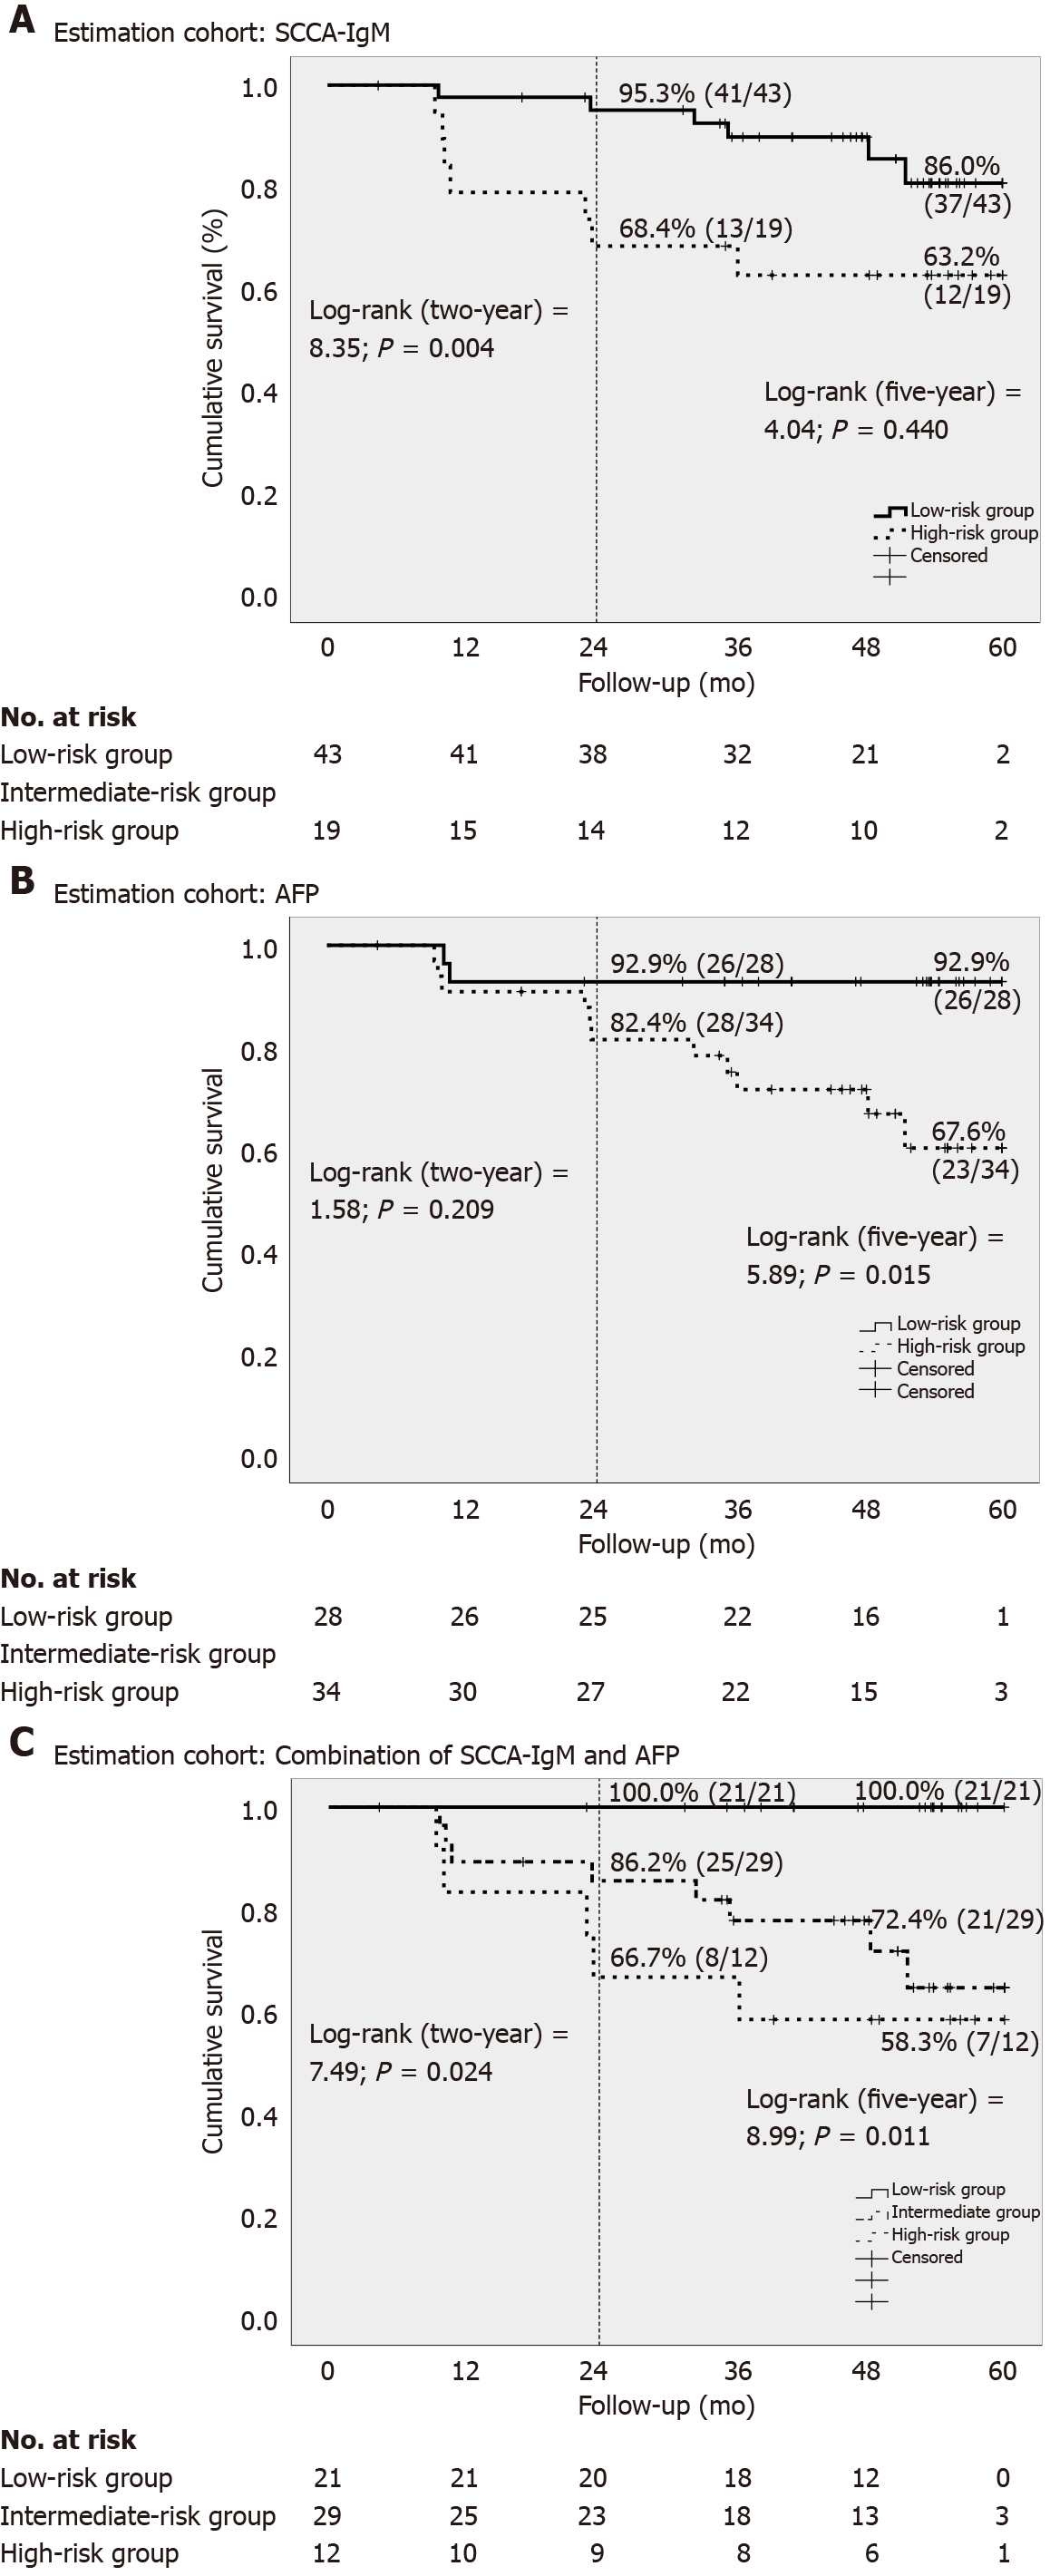 A Estimation cohort: SCCA-IgM
1.0
0.8
0.6
0.4
0.2
0.0
Cumulative survival (%)
95.3% (41/43)
86.0%
(37/43)
68.4% (13/19)
63.2%
(12/19)
Log-rank (two-year) =
8.35; P = 0.004
Log-rank (five-year) =
4.04; P = 0.440
Low-risk group
High-risk group
Censored
0 12 24 36 48 60
Follow-up (mo)
No. at risk
Low-risk group 43 41 38 32 21 2
Intermediate-risk group
High-risk group 19 15 14 12 10 2
B Estimation cohort: AFP
1.0
0.8
0.6
0.4
0.2
0.0
Cumulative survival
92.9% (26/28)
92.9%
(26/28)
82.4% (28/34)
67.6%
(23/34)
Log-rank (two-year) =
1.58; P = 0.209
Log-rank (five-year) =
5.89; P = 0.015
Low-risk group
High-risk group
Censored
Censored
0 12 24 36 48 60
Follow-up (mo)
No. at risk
Low-risk group 28 26 25 22 16 1
Intermediate-risk group
High-risk group 34 30 27 22 15 3
C Estimation cohort: Combination of SCCA-IgM and AFP
1.0
0.8
0.6
0.4
0.2
0.0
Cumulative survival
100.0% (21/21) 100.0% (21/21)
86.2% (25/29)
72.4% (21/29)
66.7% (8/12)
58.3% (7/12)
Log-rank (two-year) =
7.49; P = 0.024
Log-rank (five-year) =
8.99; P = 0.011
Low-risk group
Intermediate group
High-risk group
Censored
0 12 24 36 48 60
Follow-up (mo)
No. at risk
Low-risk group 21 21 20 18 12 0
Intermediate-risk group 29 25 23 18 13 3
High-risk group 12 10 9 8 6 1